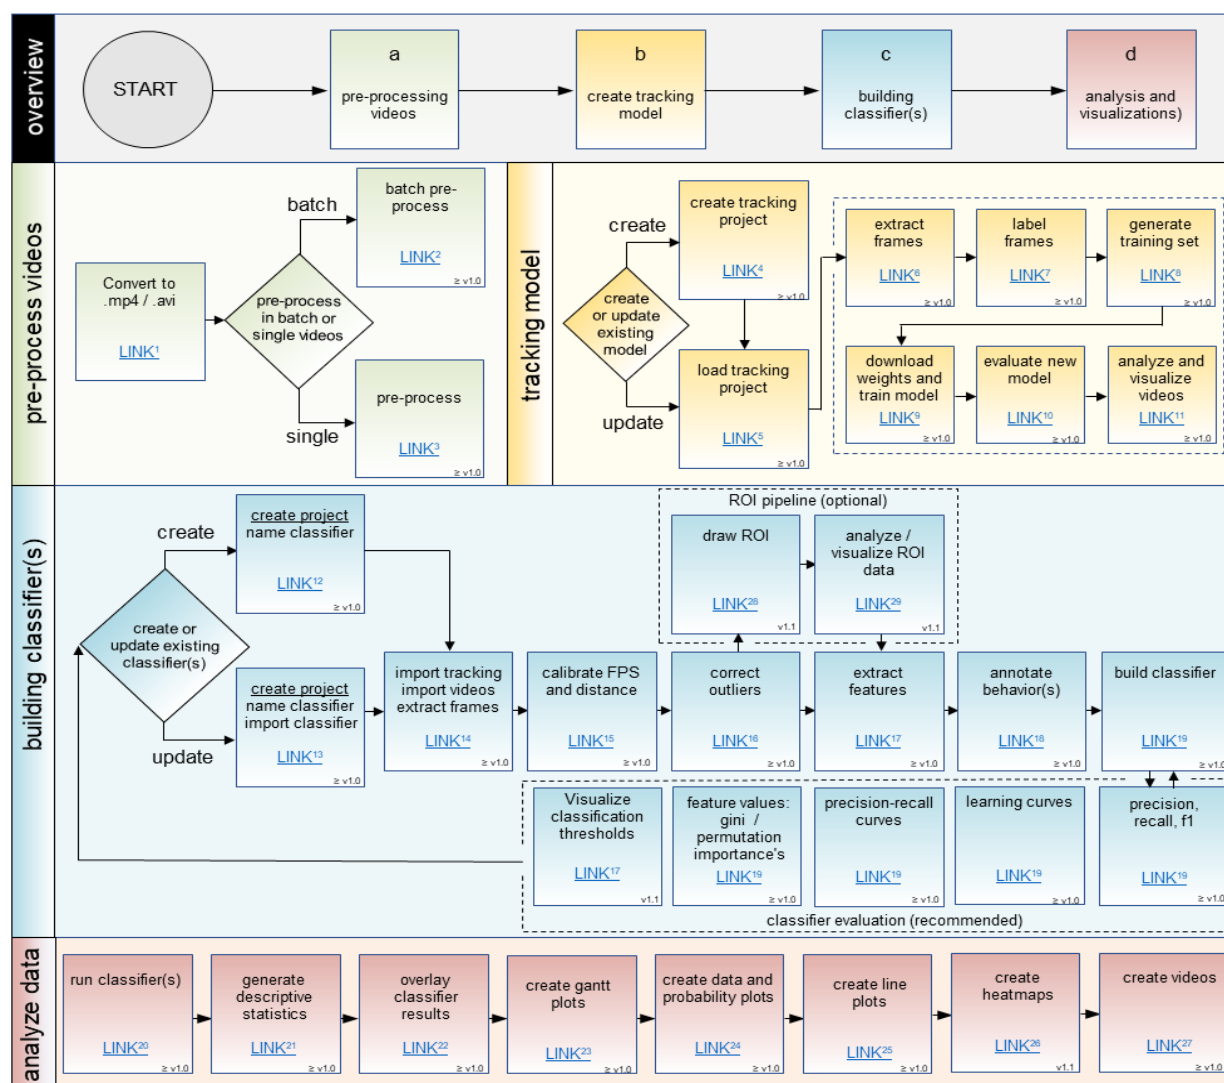 overview
START
a
pre-processing
videos
b
create tracking
model
c
building
classifier(s)
d
analysis and
visualizations)
pre-process videos
Convert to
.mp4 / .avi
LINK1
batch
pre-process
in batch or
single videos
single
batch pre-
process
LINK2
≥ v1.0
pre-process
LINK3
≥ v1.0
tracking model
create
create
or update
existing
model
update
create tracking
project
LINK4
≥ v1.0
load tracking
project
LINK5
≥ v1.0
extract
frames
LINK6
≥ v1.0
label
frames
LINK7
≥ v1.0
generate
training set
LINK8
≥ v1.0
download
weights and
train model
LINK9
≥ v1.0
evaluate new
model
LINK10
≥ v1.0
analyze and
visualize
videos
LINK11
≥ v1.0
building classifier(s)
create
create or
update existing
classifier(s)
update
create project
name classifier
LINK12
≥ v1.0
create project
name classifier
import classifier
LINK13
≥ v1.0
ROI pipeline (optional)
draw ROI
LINK28
v1.1
analyze /
visualize ROI
data
LINK29
v1.1
import tracking
import videos
extract frames
LINK14
≥ v1.0
calibrate FPS
and distance
LINK15
≥ v1.0
correct
outliers
LINK16
≥ v1.0
extract
features
LINK17
≥ v1.0
annotate
behavior(s)
LINK18
≥ v1.0
build classifier
LINK19
≥ v1.0
Visualize
classification
thresholds
LINK17
v1.1
feature values:
gini /
permutation
importance's
LINK19
≥ v1.0
precision-recall
curves
LINK19
≥ v1.0
learning curves
LINK19
≥ v1.0
precision,
recall, f1
LINK19
≥ v1.0
classifier evaluation (recommended)
analyze data
run classifier(s)
LINK20
≥ v1.0
generate
descriptive
statistics
LINK21
≥ v1.0
overlay
classifier
results
LINK22
≥ v1.0
create gantt
plots
LINK23
≥ v1.0
create data and
probability plots
LINK24
≥ v1.0
create line
plots
LINK25
≥ v1.0
create
heatmaps
LINK26
v1.1
create videos
LINK27
≥ v1.0